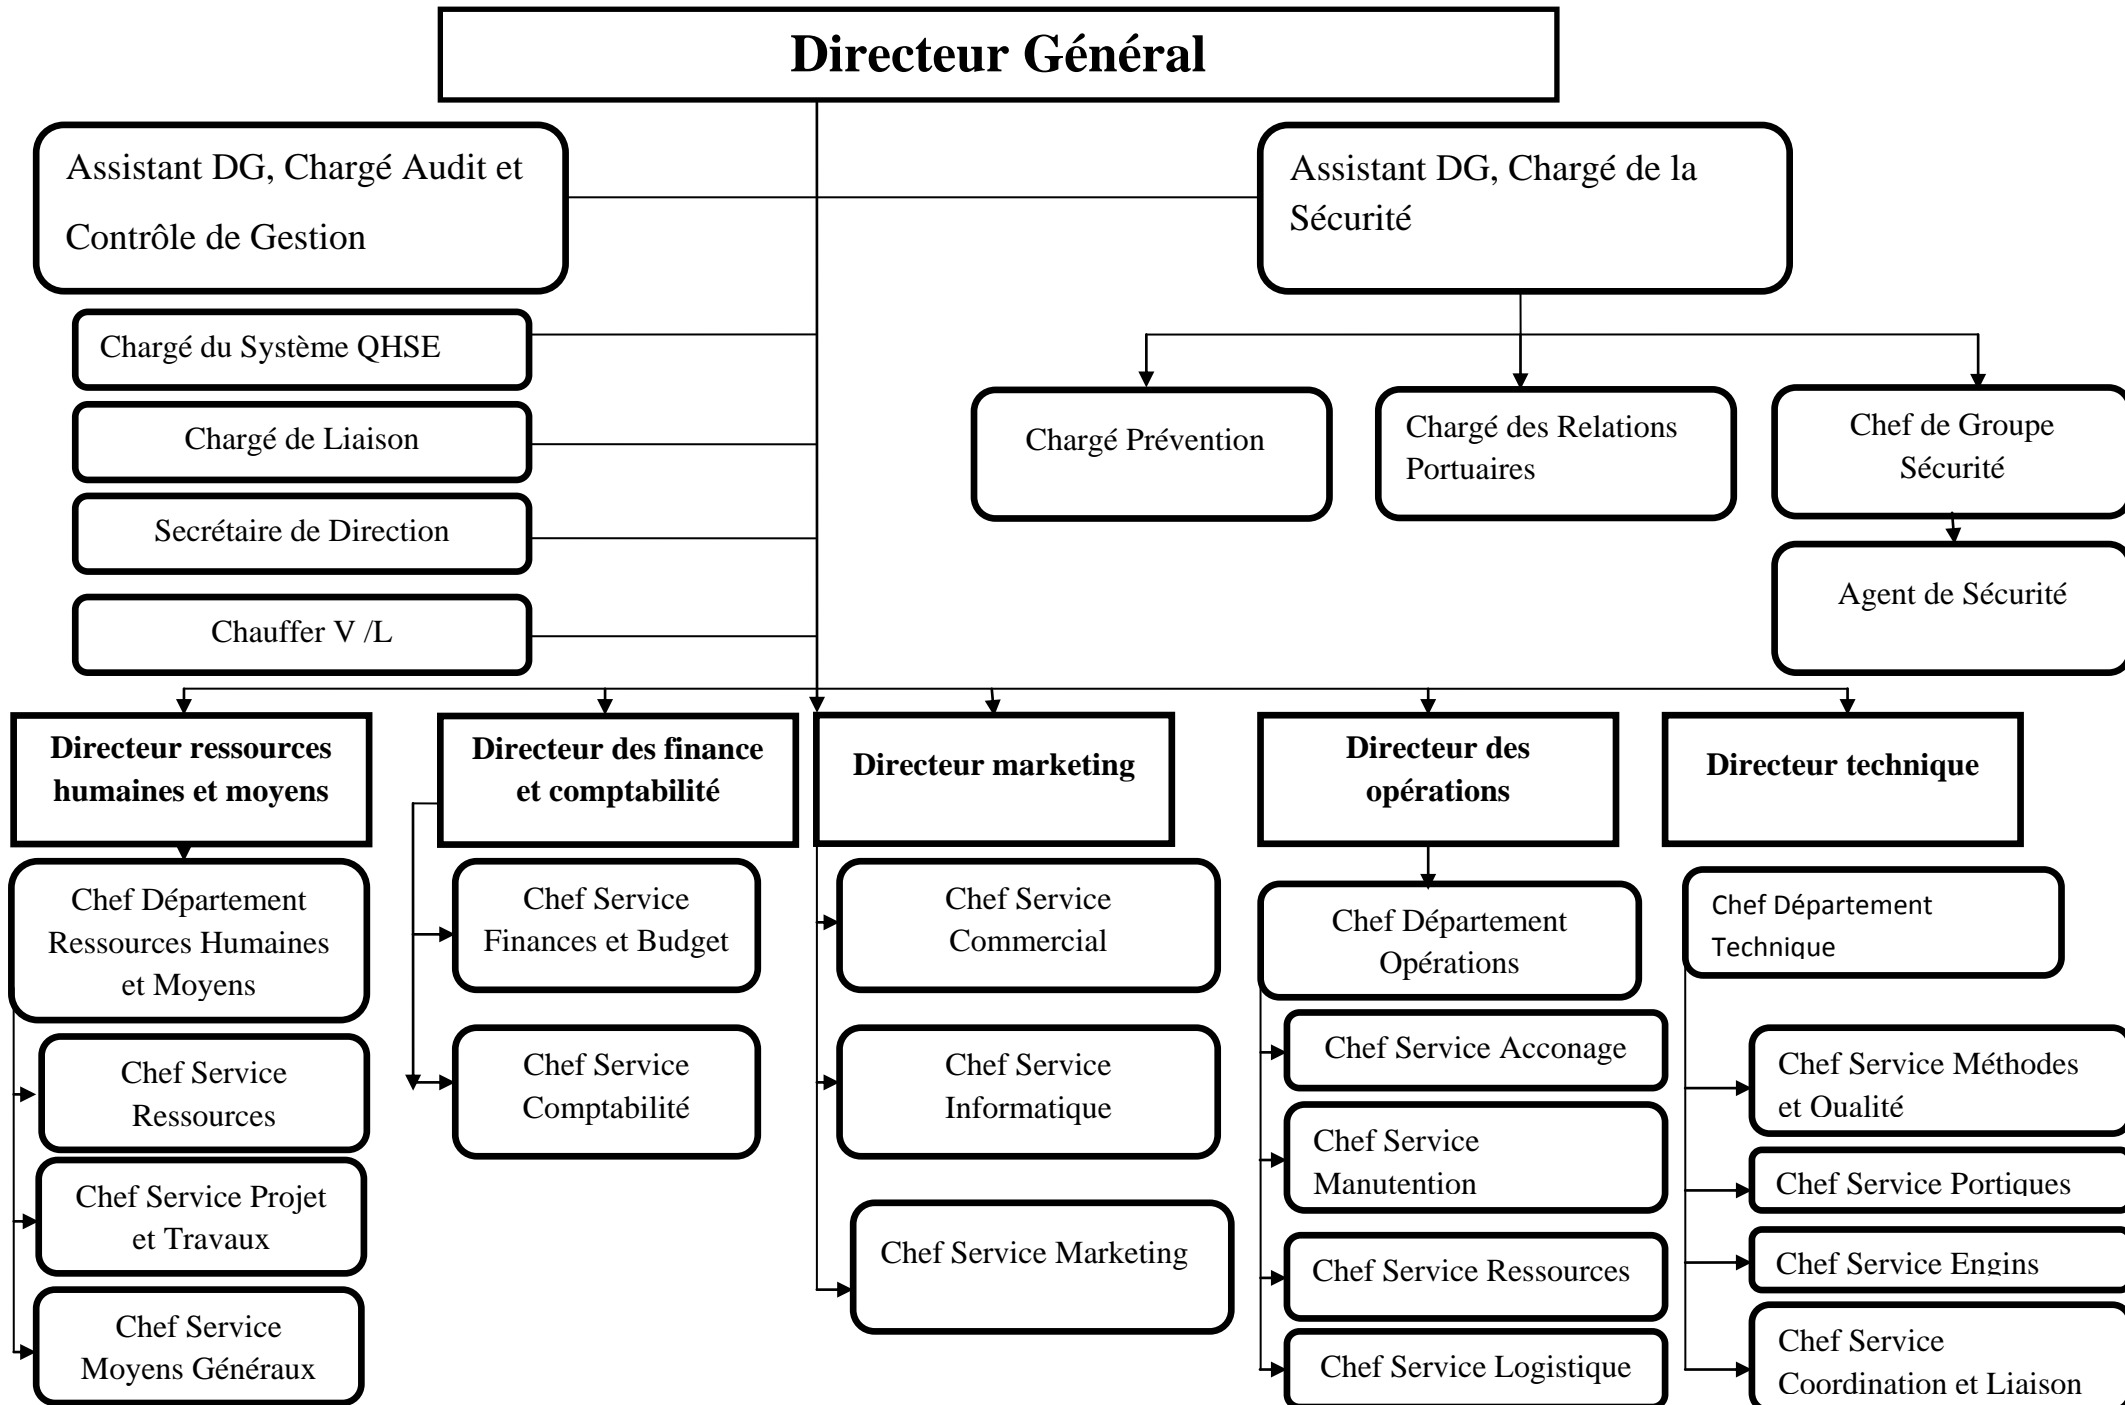 Directeur Général
Assistant DG, Chargé Audit et
Contrôle de Gestion
Assistant DG, Chargé de la
Sécurité
Chargé du Système QHSE
Chargé de Liaison
Secrétaire de Direction
Chauffer V /L
Chargé Prévention
Chargé des Relations
Portuaires
Chef de Groupe
Sécurité
Agent de Sécurité
Directeur ressources
humaines et moyens
Directeur des finance
et comptabilité
Directeur marketing
Directeur des
opérations
Directeur technique
Chef Département
Ressources Humaines
et Moyens
Chef Service
Ressources
Chef Service Projet
et Travaux
Chef Service
Moyens Généraux
Chef Service
Finances et Budget
Chef Service
Comptabilité
Chef Service
Commercial
Chef Service
Informatique
Chef Service Marketing
Chef Département
Opérations
Chef Service Acconage
Chef Service
Manutention
Chef Service Ressources
Chef Service Logistique
Chef Département
Technique
Chef Service Méthodes
et Qualité
Chef Service Portiques
Chef Service Engins
Chef Service
Coordination et Liaison